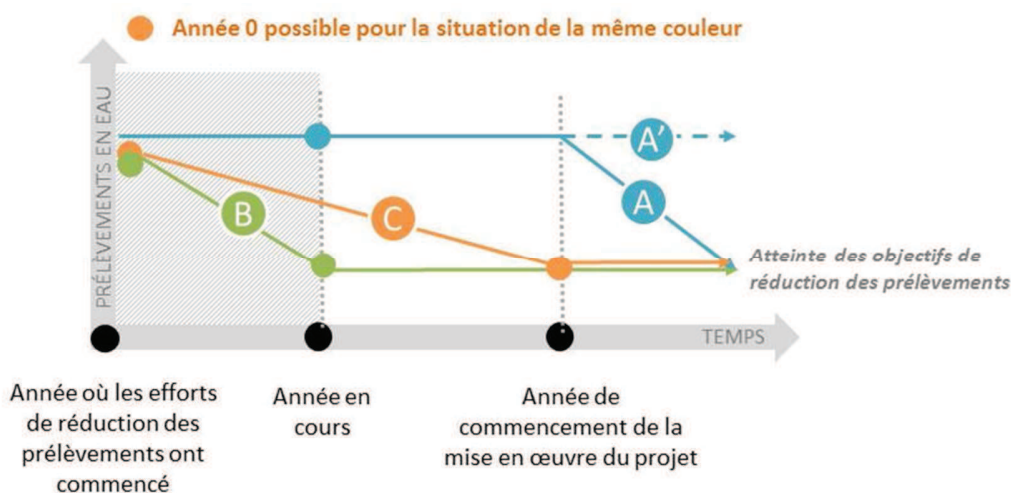 Année 0 possible pour la situation de la même couleur
PRÉLÈVEMENTS EN EAU
A'
A
B
C
Atteinte des objectifs de
réduction des prélèvements
TEMPS
Année où les efforts
de réduction des
prélèvements ont
commencé
Année en
cours
Année de
commencement de la
mise en œuvre du projet